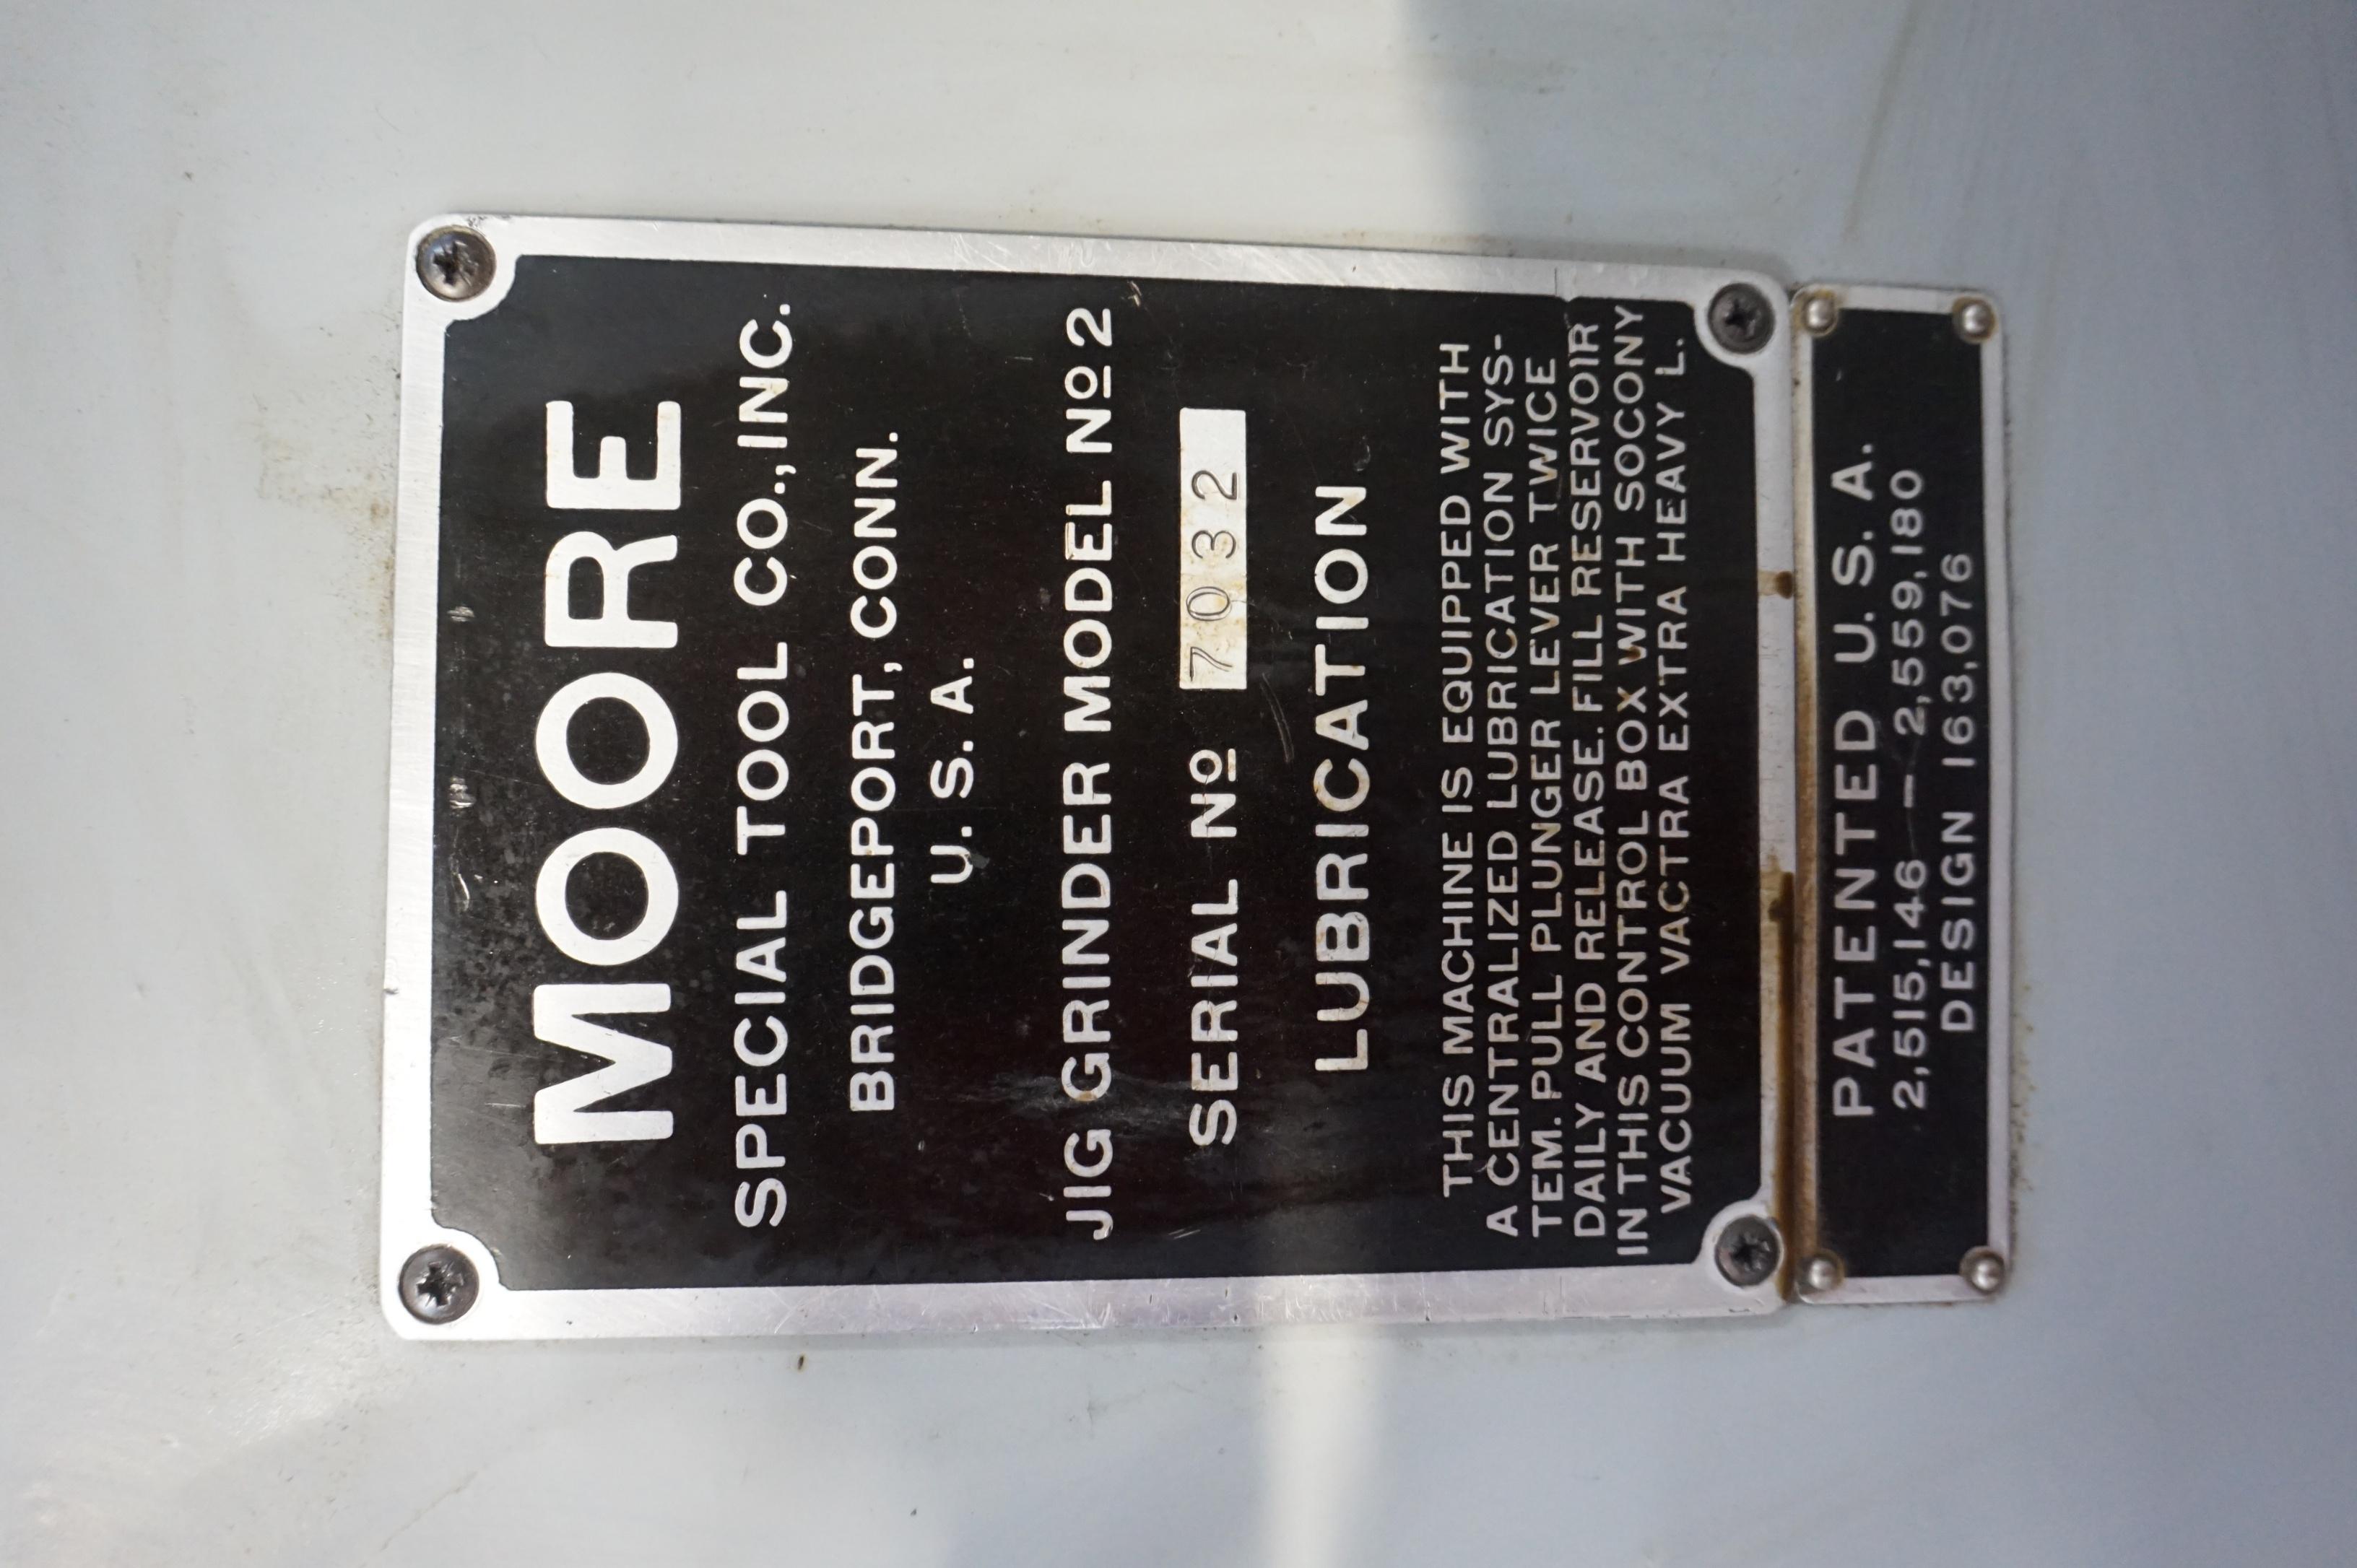 MOORE
SPECIAL TOOL CO.,INC.
BRIDGEPORT, CONN.
U. S. A.
JIG GRINDER MODEL Nº 2
SERIAL Nº 7032
LUBRICATION
THIS MACHINE IS EQUIPPED WITH
A CENTRALIZED LUBRICATION SYS-
TEM. PULL PLUNGER LEVER TWICE
DAILY AND RELEASE. FILL RESERVOIR
IN THIS CONTROL BOX WITH SOCONY
VACUUM VACTRA EXTRA HEAVY L.
PATENTED U. S. A.
2,515,146 — 2,559,180
DESIGN 163,076